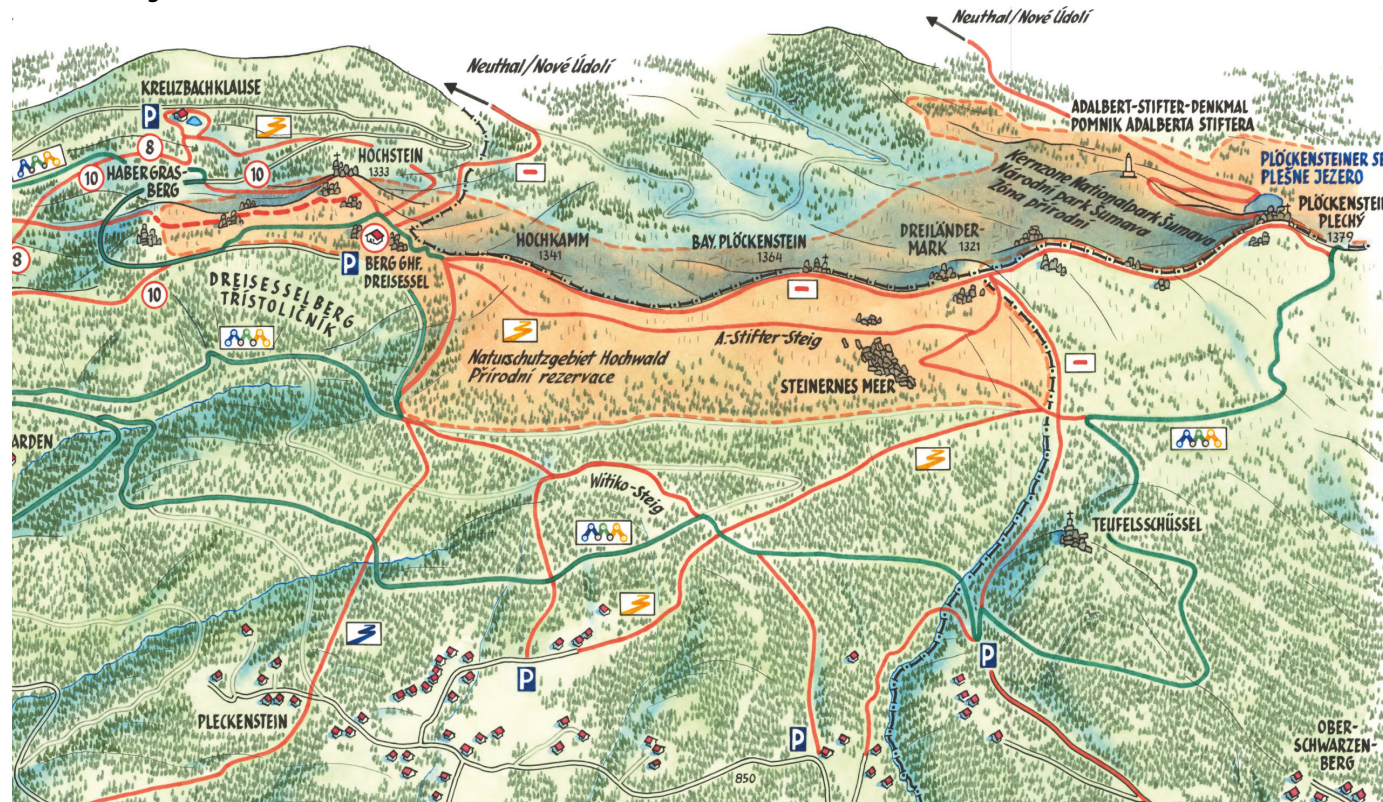 Neuthal/Nové Údolí
Neuthal/Nové Údolí
KREUZBACHKLAUSE
P
8
ADALBERT-STIFTER-DENKMAL
POMNIK ADALBERTA STIFTERA
HOCHSTEIN
1333
10
10
HABERGRAS-
BERG
Kernzone Nationalpark Šumava
Národní park Šumava
Zóna přírodní
PLÖCKENSTEINER
PLEŠNE JEZERO
PLÖCKENSTEIN
PLECHÝ
1379
HOCHKAMM
1341
BAY. PLÖCKENSTEIN
1364
DREILÄNDER-
MARK 1321
8
P
BERG GHF.
DREISESSEL
10
DREISESSELBERG
TŘÍSTOLIČNÍK
A.-Stifter-Steig
Naturschutzgebiet Hochwald
Přírodní rezervace
STEINERNES MEER
ARDEN
Witiko-Steig
TEUFELSSCHÜSSEL
P
P
PLECKENSTEIN
P
OBER-
SCHWARZEN-
BERG
850